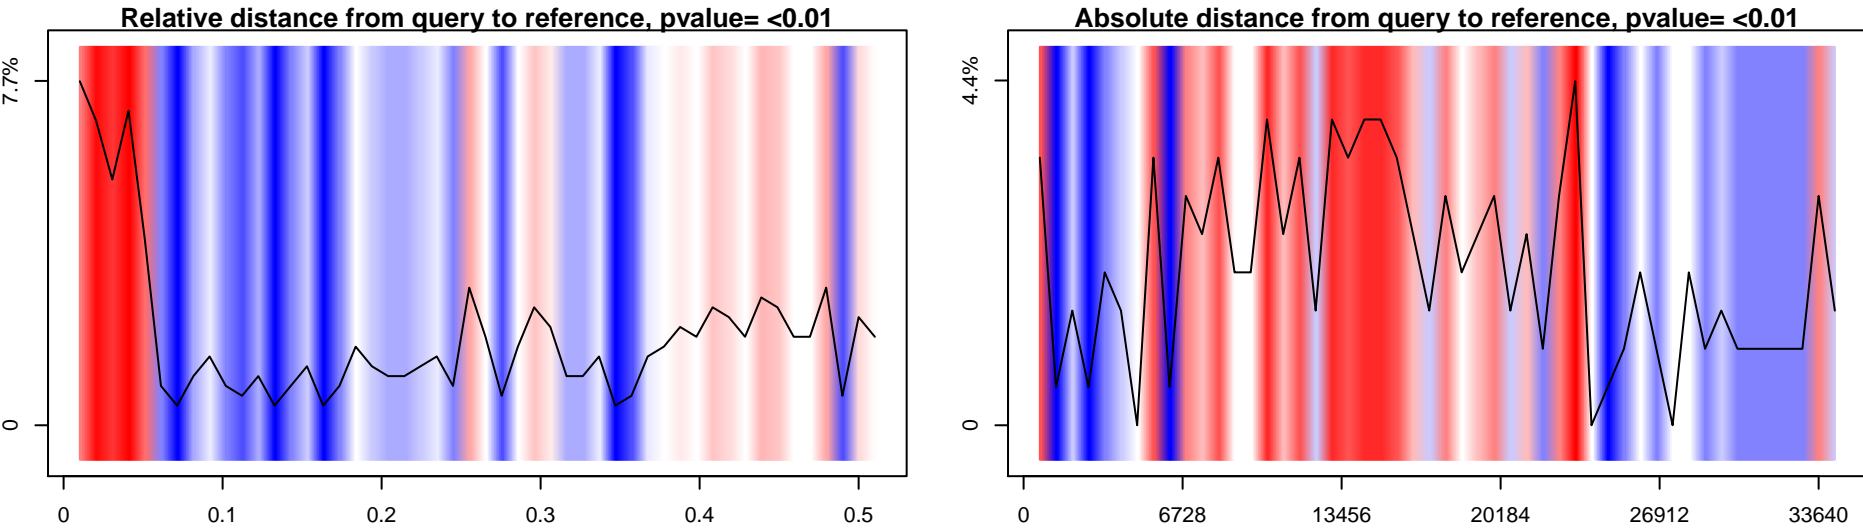 Relative distance from query to reference, pvalue= <0.01
7.7%
0
0 0.1 0.2 0.3 0.4 0.5
Absolute distance from query to reference, pvalue= <0.01
4.4%
0
0 6728 13456 20184 26912 33640